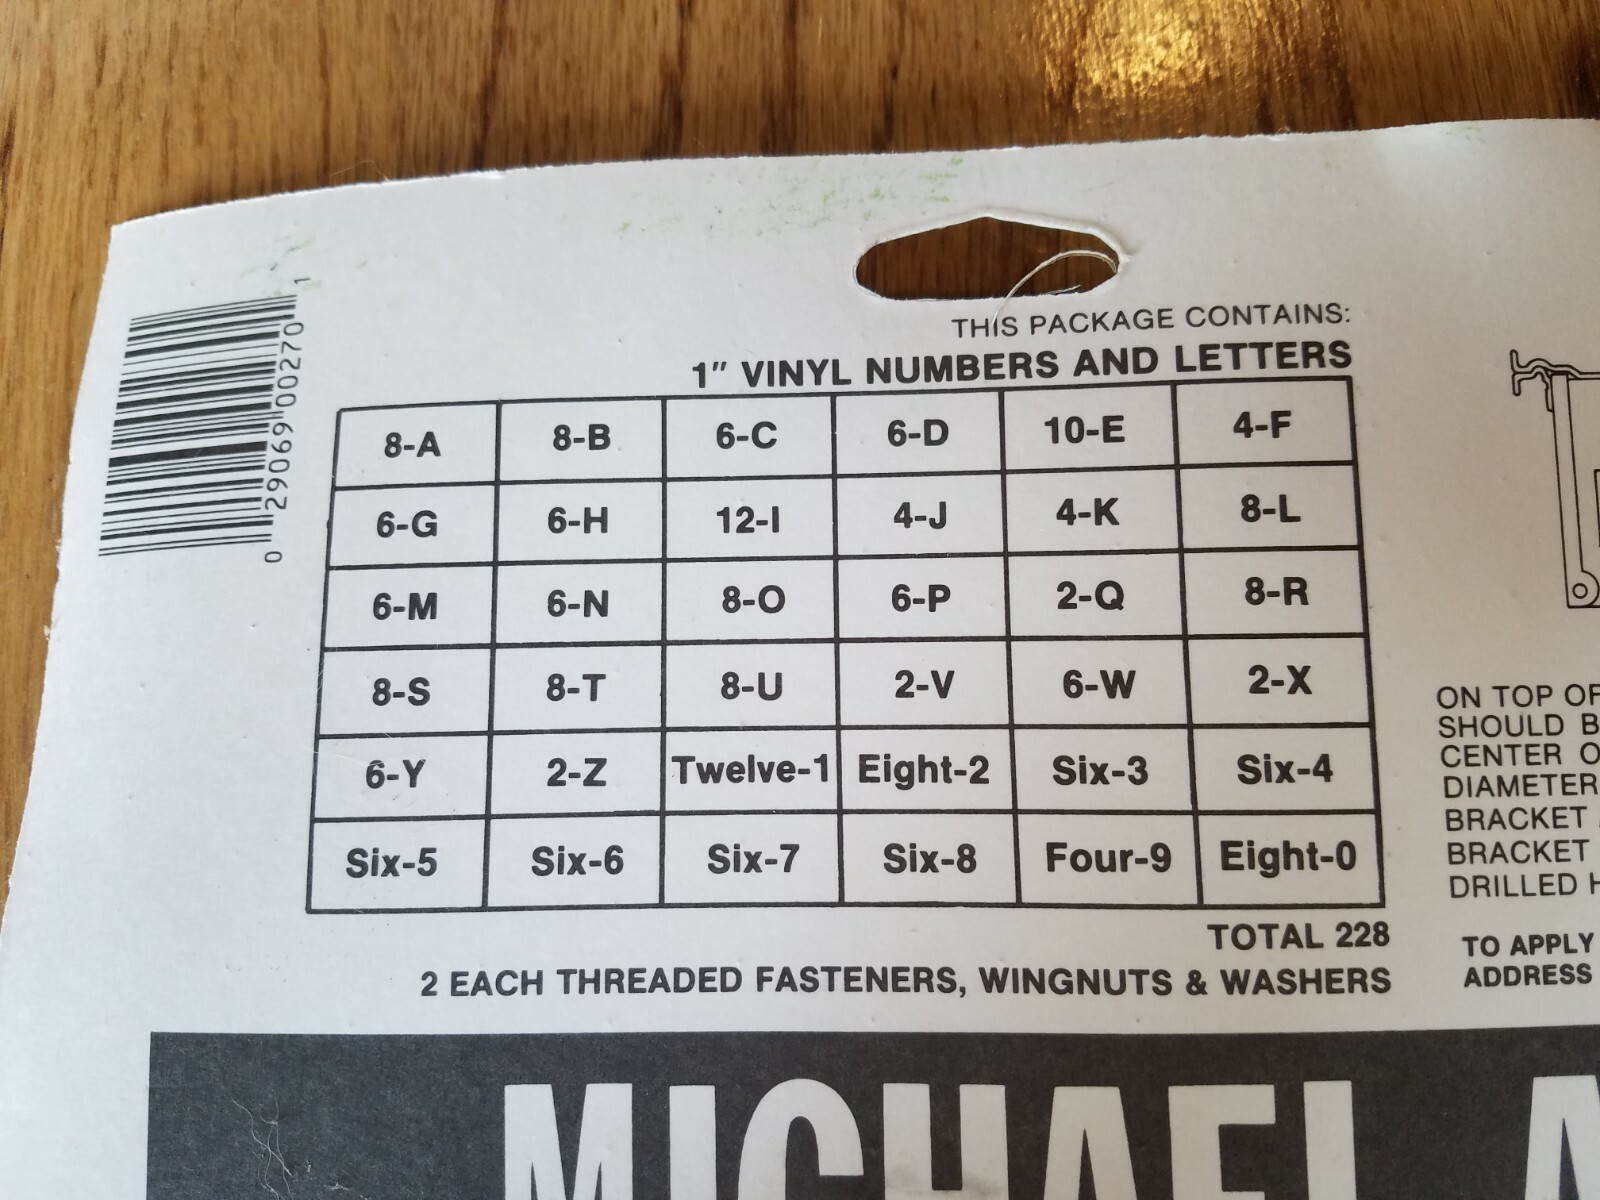 THIS PACKAGE CONTAINS:
1" VINYL NUMBERS AND LETTERS
8-A 8-B 6-C 6-D 10-E 4-F
6-G 6-H 12-I 4-J 4-K 8-L
6-M 6-N 8-O 6-P 2-Q 8-R
8-S 8-T 8-U 2-V 6-W 2-X
6-Y 2-Z Twelve-1 Eight-2 Six-3 Six-4
Six-5 Six-6 Six-7 Six-8 Four-9 Eight-0
TOTAL 228
2 EACH THREADED FASTENERS, WINGNUTS & WASHERS
0 29069 00270 1
ON TOP OF
SHOULD B
CENTER O
DIAMETER
BRACKET
BRACKET
DRILLED H
TO APPLY
ADDRESS
MICHAEL A